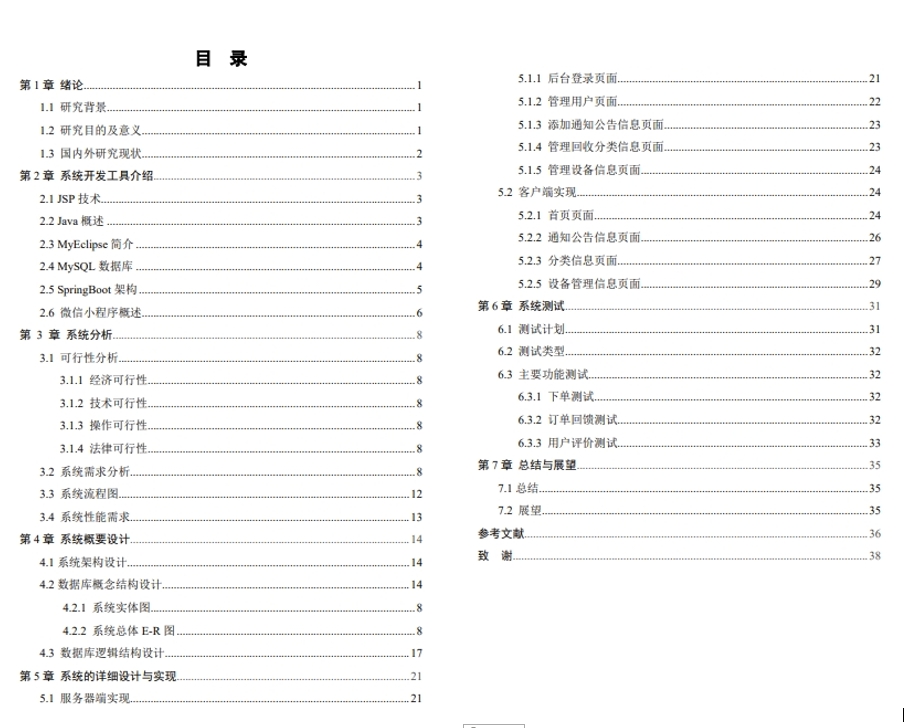 目 录
第 1 章 绪论 1
1.1 研究背景 1
1.2 研究目的及意义 1
1.3 国内外研究现状 2
第 2 章 系统开发工具介绍 3
2.1 JSP 技术 3
2.2 Java 概述 3
2.3 MyEclipse 简介 4
2.4 MySQL 数据库 4
2.5 SpringBoot 架构 5
2.6 微信小程序概述 6
第 3 章 系统分析 8
3.1 可行性分析 8
3.1.1 经济可行性 8
3.1.2 技术可行性 8
3.1.3 操作可行性 8
3.1.4 法律可行性 8
3.2 系统需求分析 8
3.3 系统流程图 12
3.4 系统性能需求 13
第 4 章 系统概要设计 14
4.1 系统架构设计 14
4.2 数据库概念结构设计 14
4.2.1 系统实体图 8
4.2.2 系统总体 E-R 图 8
4.3 数据库逻辑结构设计 17
第 5 章 系统的详细设计与实现 21
5.1 服务器端实现 21
5.1.1 后台登录页面 21
5.1.2 管理用户页面 22
5.1.3 添加通知公告信息页面 23
5.1.4 管理回收分类信息页面 23
5.1.5 管理设备信息页面 24
5.2 客户端实现 24
5.2.1 首页页面 24
5.2.2 通知公告信息页面 26
5.2.3 分类信息页面 27
5.2.5 设备管理信息页面 29
第 6 章 系统测试 31
6.1 测试计划 31
6.2 测试类型 32
6.3 主要功能测试 32
6.3.1 下单测试 32
6.3.2 订单回馈测试 32
6.3.3 用户评价测试 33
第 7 章 总结与展望 35
7.1 总结 35
7.2 展望 35
参考文献 36
致 谢 38